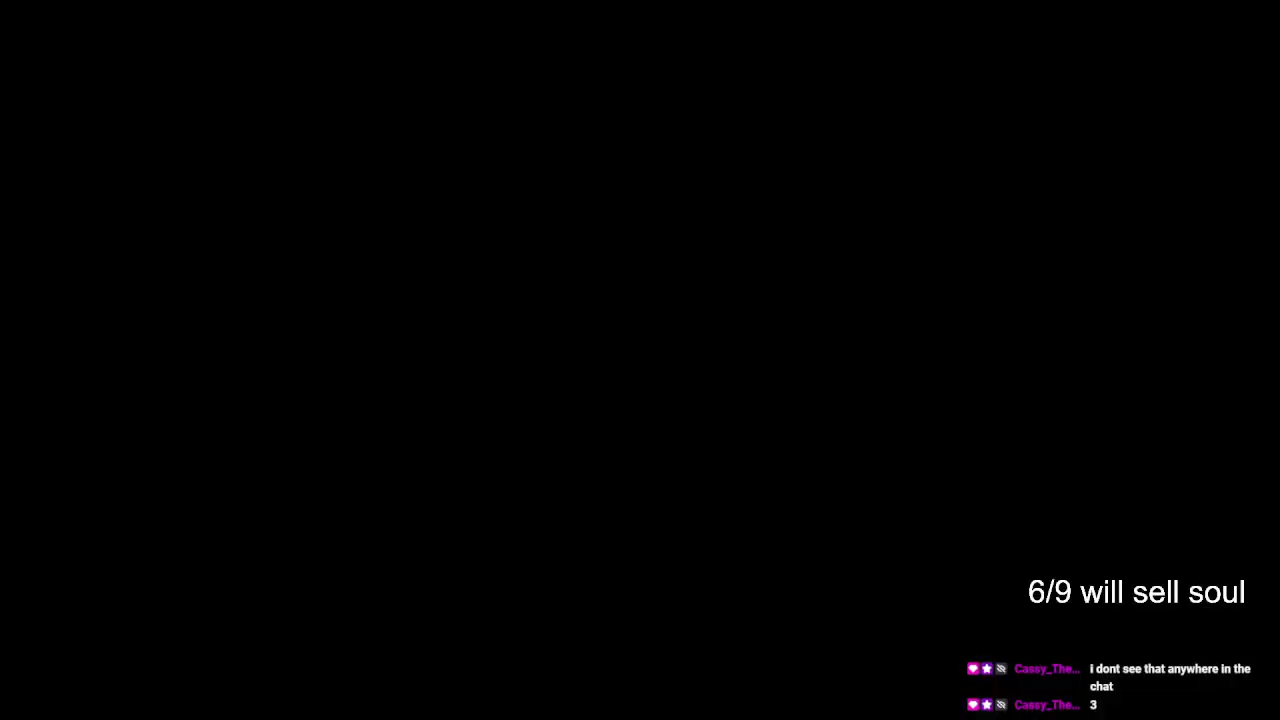 6/9 will sell soul
Cassy_The... i dont see that anywhere in the
chat
Cassy_The... 3